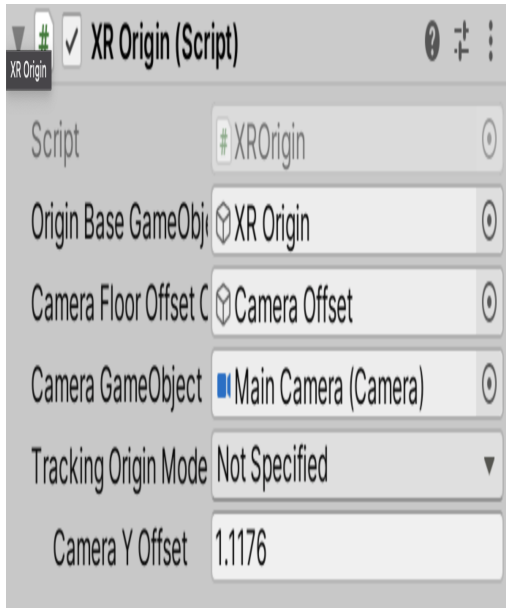 XR Origin (Script)
XR Origin
Script # XROrigin
Origin Base GameObj XR Origin
Camera Floor Offset C Camera Offset
Camera GameObject Main Camera (Camera)
Tracking Origin Mode Not Specified
Camera Y Offset 1.1176